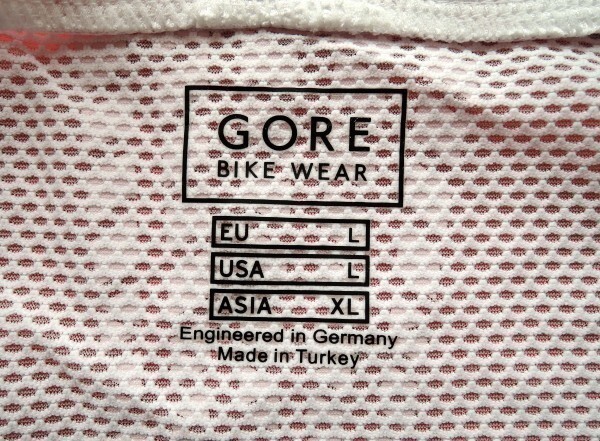 GORE
BIKE WEAR
EU L
USA L
ASIA XL
Engineered in Germany
Made in Turkey